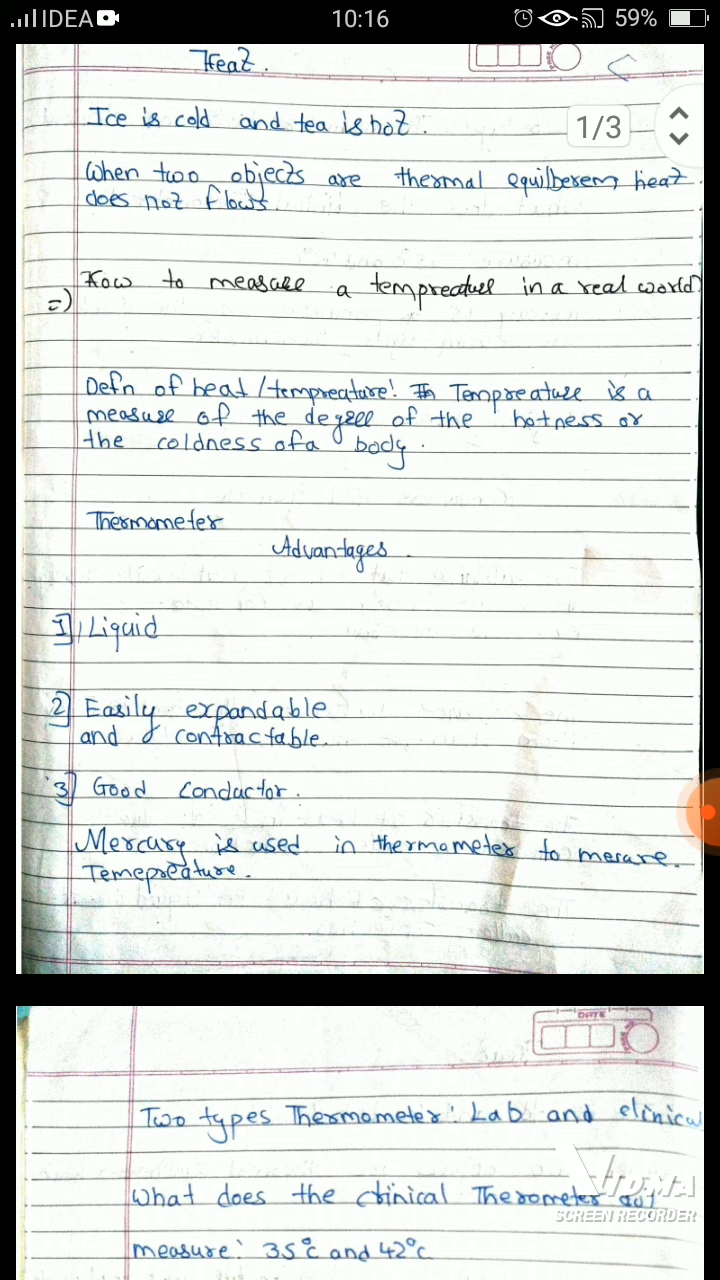 IDEA 10:16 59%
Heat.
1/3
Ice is cold and tea is hot.
When two objects are thermal equilberem heat
does not flows.
=) How to measure a tempreature in a real world?
Defn of heat/tempreature: Tempreature is a
measure of the degree of the hotness or
the coldness of a body.
Thermometer
Advantages.
1] Liquid
2] Easily expandable
and contractable.
3] Good Conductor.
Mercury is used in thermometer to mesure.
Temepreature.
DATE
Two types Thermometer: Lab and clinical
What does the clinical Therometer
VIDMA
SCREEN RECORDER
measure: 35°c and 42°c